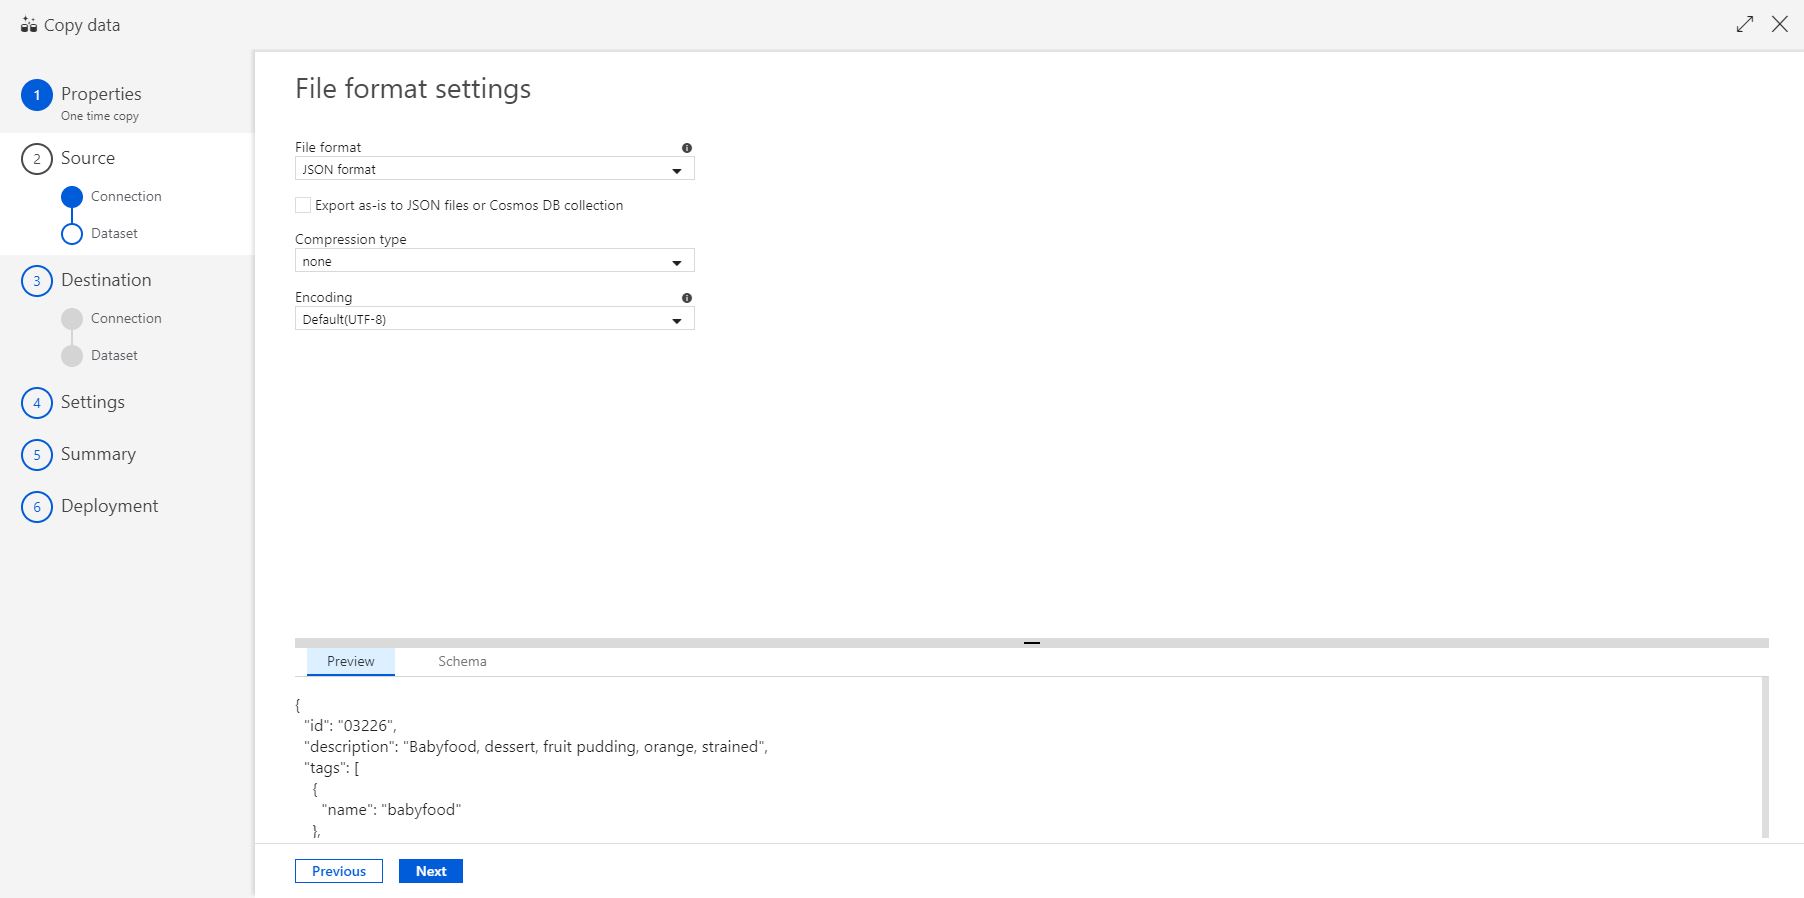 Copy data
1 Properties
One time copy
2 Source
Connection
Dataset
3 Destination
Connection
Dataset
4 Settings
5 Summary
6 Deployment
File format settings
File format
JSON format
Export as-is to JSON files or Cosmos DB collection
Compression type
none
Encoding
Default(UTF-8)
Preview Schema
{
"id": "03226",
"description": "Babyfood, dessert, fruit pudding, orange, strained",
"tags": [
{
"name": "babyfood"
},
Previous Next